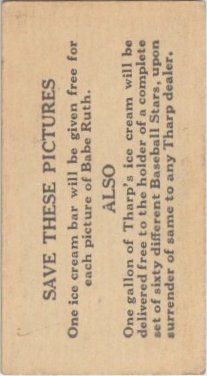 SAVE THESE PICTURES
One ice cream bar will be given free for
each picture of Babe Ruth.
ALSO
One gallon of Tharp's ice cream will be
delivered free to the holder of a complete
set of sixty different Baseball Stars, upon
surrender of same to any Tharp dealer.